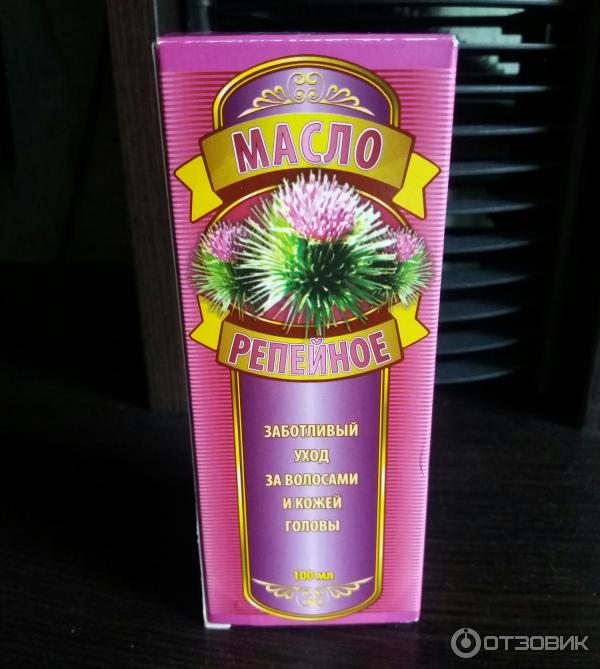 МАСЛО
РЕПЕЙНОЕ
ЗАБОТЛИВЫЙ
УХОД
ЗА ВОЛОСАМИ
И КОЖЕЙ
ГОЛОВЫ
100 мл
ОТЗОВИК